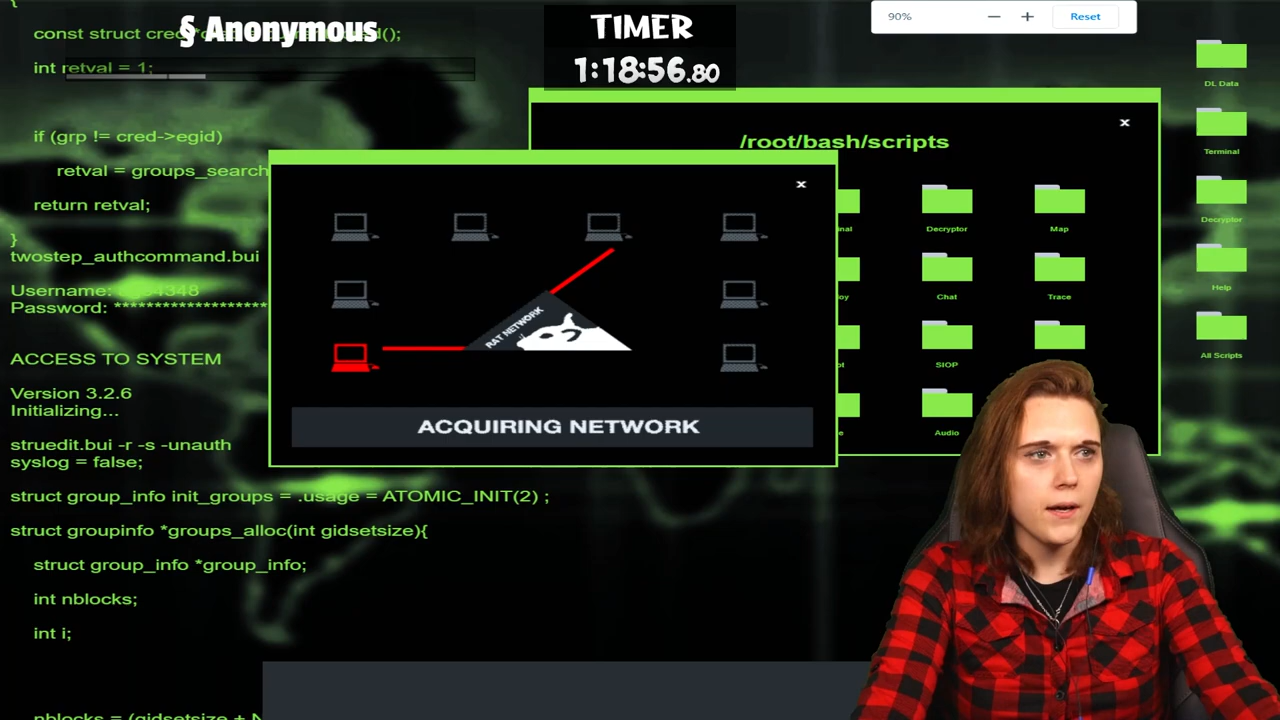 {
const struct cred
();
§ Anonymous
int retval = 1;
TIMER
1:18:56.80
90%
Reset
if (grp != cred->egid)
retval = groups_search
return retval;
}
twostep_authcommand.bui
Username:
4348
Password: ********************
ACCESS TO SYSTEM
Version 3.2.6
Initializing...
struedit.bui -r -s -unauth
syslog = false;
struct group_info init_groups = .usage = ATOMIC_INIT(2) ;
struct groupinfo *groups_alloc(int gidsetsize){
struct group_info *group_info;
int nblocks;
int i;
nblocks = (gidsetsize + N
x
RAT NETWORK
ACQUIRING NETWORK
x
/root/bash/scripts
Decryptor
Map
Chat
Trace
SIOP
Audio
DL Data
Terminal
Decryptor
Help
All Scripts